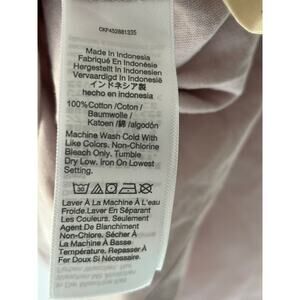 CKF452881335
Made In Indonesia
Fabriqué En Indonésie
Hergestellt In Indonesien
Vervaardigd In Indonesië
インドネシア製
hecho en indonesia
100%Cotton /Coton /
Baumwolle /
Katoen /綿 /algodón
Machine Wash Cold With
Like Colors. Non-Chlorine
Bleach Only. Tumble
Dry Low. Iron On Lowest
Setting.
Laver À La Machine À L'eau
Froide.Laver En Séparant
Les Couleurs. Seulement
Agent De Blanchiment
Non-Chlore. Sécher À
La Machine À Basse
Température. Repasser À
Fer Doux Si Nécessaire.